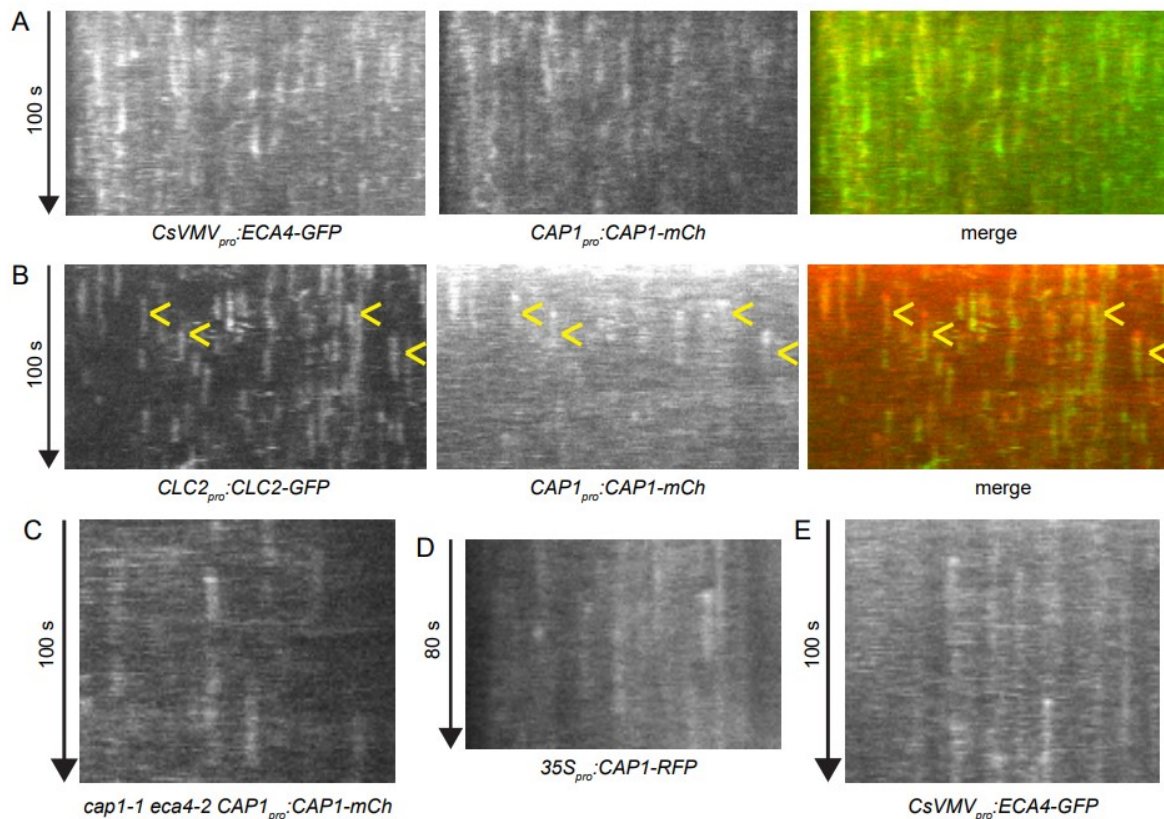 A
100 s
CsVMVpro:ECA4-GFP
CAP1pro:CAP1-mCh
merge
B
100 s
CLC2pro:CLC2-GFP
CAP1pro:CAP1-mCh
merge
C
100 s
cap1-1 eca4-2 CAP1pro:CAP1-mCh
D
80 s
35Spro:CAP1-RFP
E
100 s
CsVMVpro:ECA4-GFP